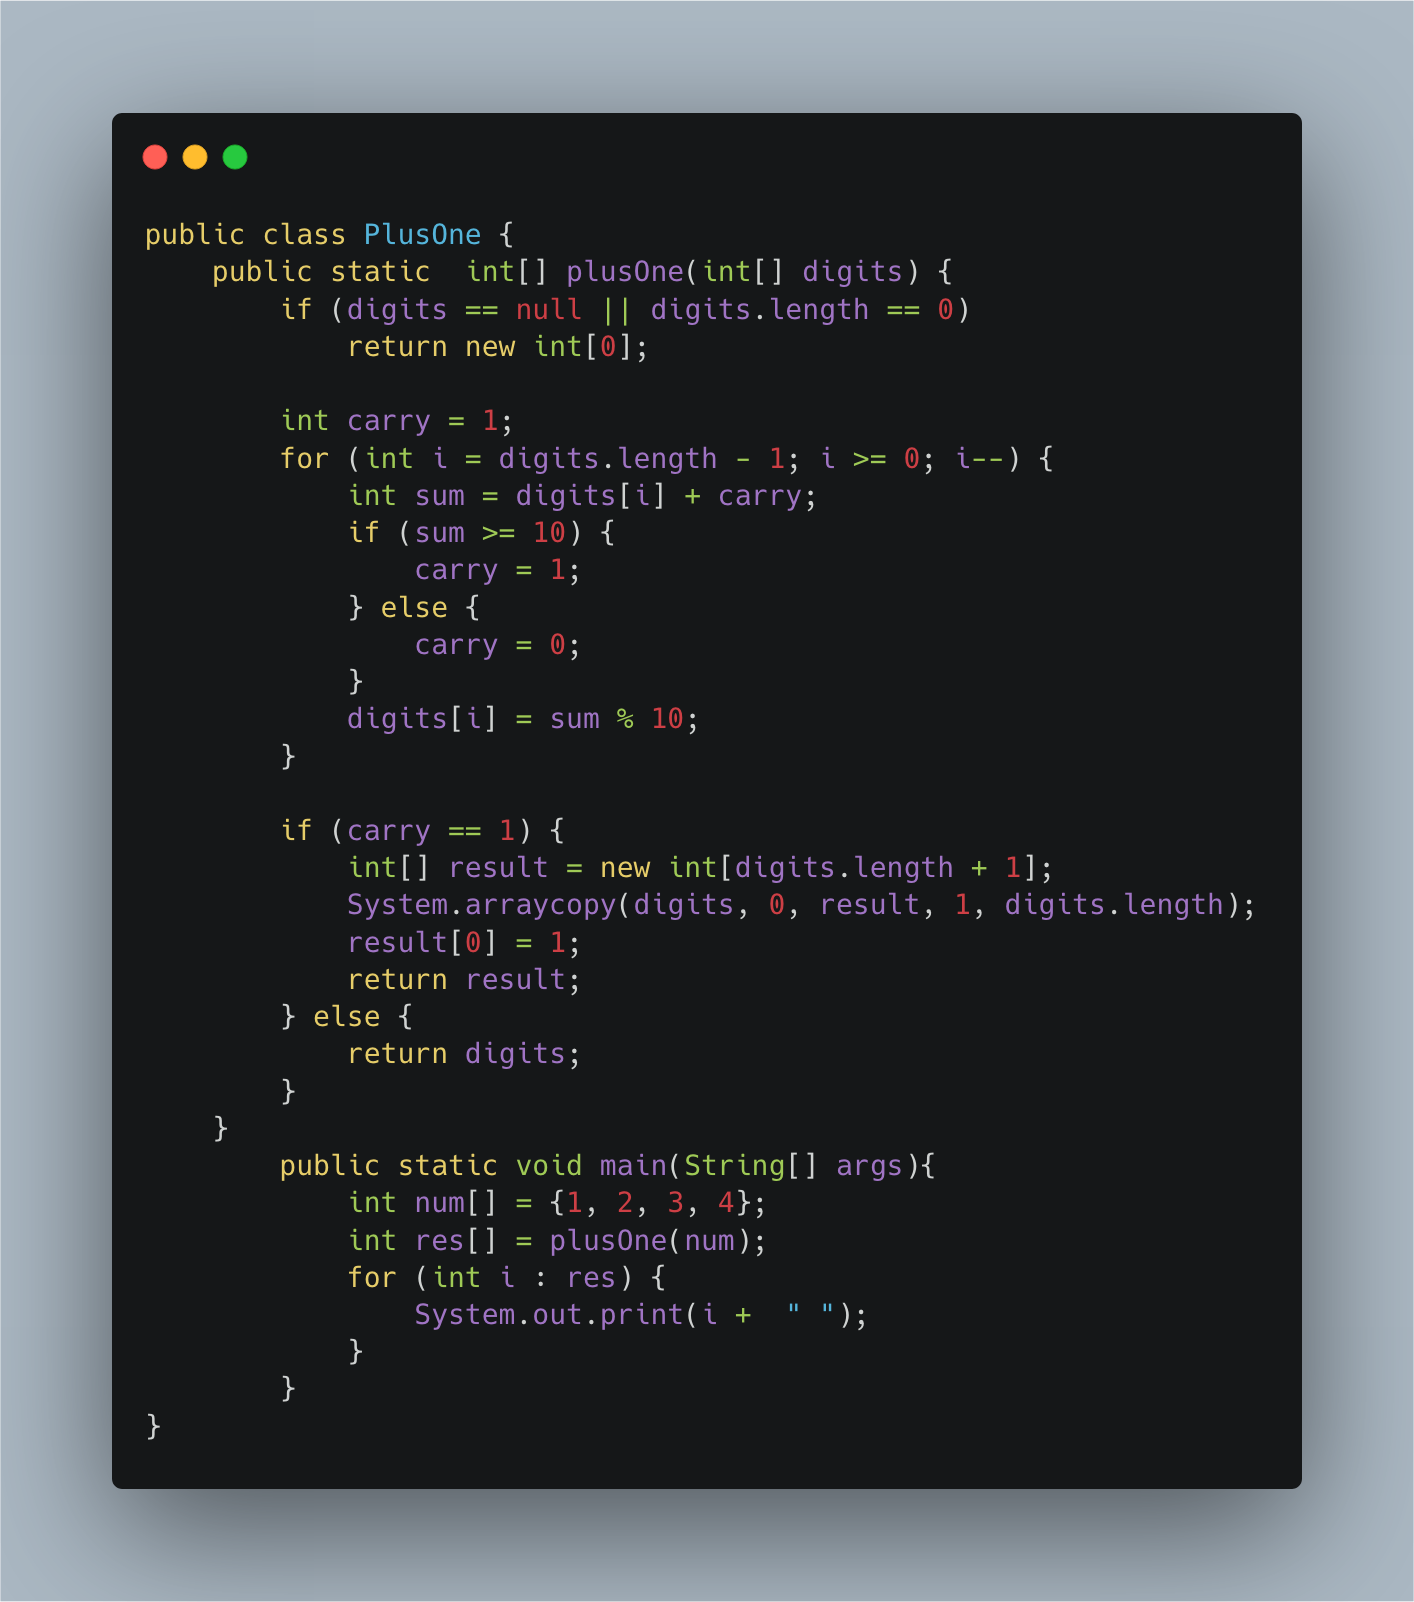 public class PlusOne {
    public static  int[] plusOne(int[] digits) {
        if (digits == null || digits.length == 0)
            return new int[0];

        int carry = 1;
        for (int i = digits.length - 1; i >= 0; i--) {
            int sum = digits[i] + carry;
            if (sum >= 10) {
                carry = 1;
            } else {
                carry = 0;
            }
            digits[i] = sum % 10;
        }

        if (carry == 1) {
            int[] result = new int[digits.length + 1];
            System.arraycopy(digits, 0, result, 1, digits.length);
            result[0] = 1;
            return result;
        } else {
            return digits;
        }
    }
        public static void main(String[] args){
            int num[] = {1, 2, 3, 4};
            int res[] = plusOne(num);
            for (int i : res) {
                System.out.print(i +  " ");
            }
        }
}